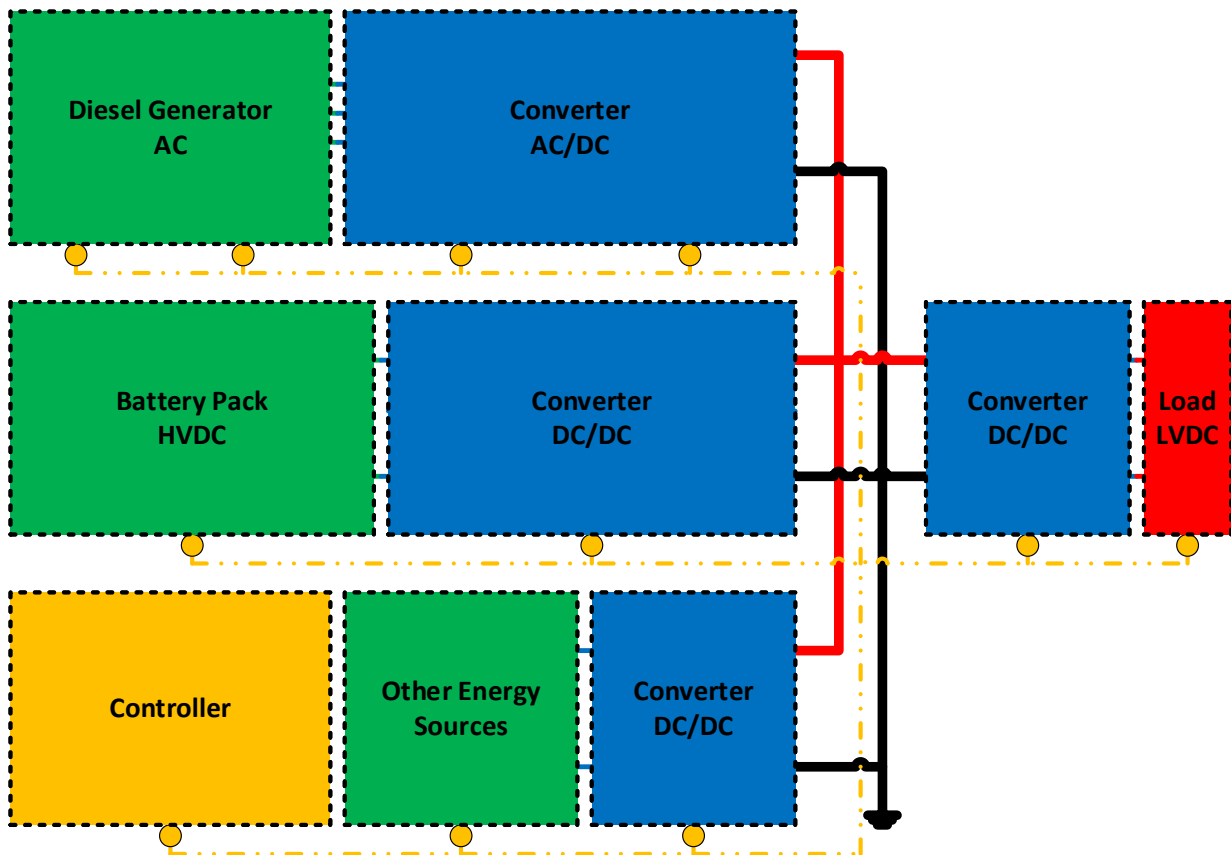 Diesel Generator
AC
Converter
AC/DC
Battery Pack
HVDC
Converter
DC/DC
Converter
DC/DC
Load
LVDC
Controller
Other Energy
Sources
Converter
DC/DC